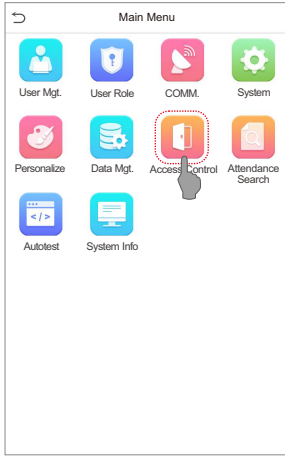 Main Menu
User Mgt.
User Role
COMM.
System
Personalize
Data Mgt.
Access Control
Attendance
Search
Autotest
System Info